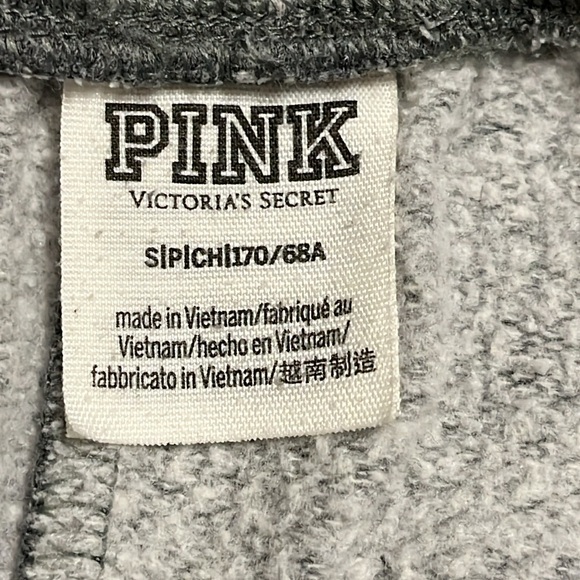 PINK
VICTORIA'S SECRET
S|P|CH|170/68A
made in Vietnam/fabriqué au
Vietnam/hecho en Vietnam/
fabbricato in Vietnam/越南制造